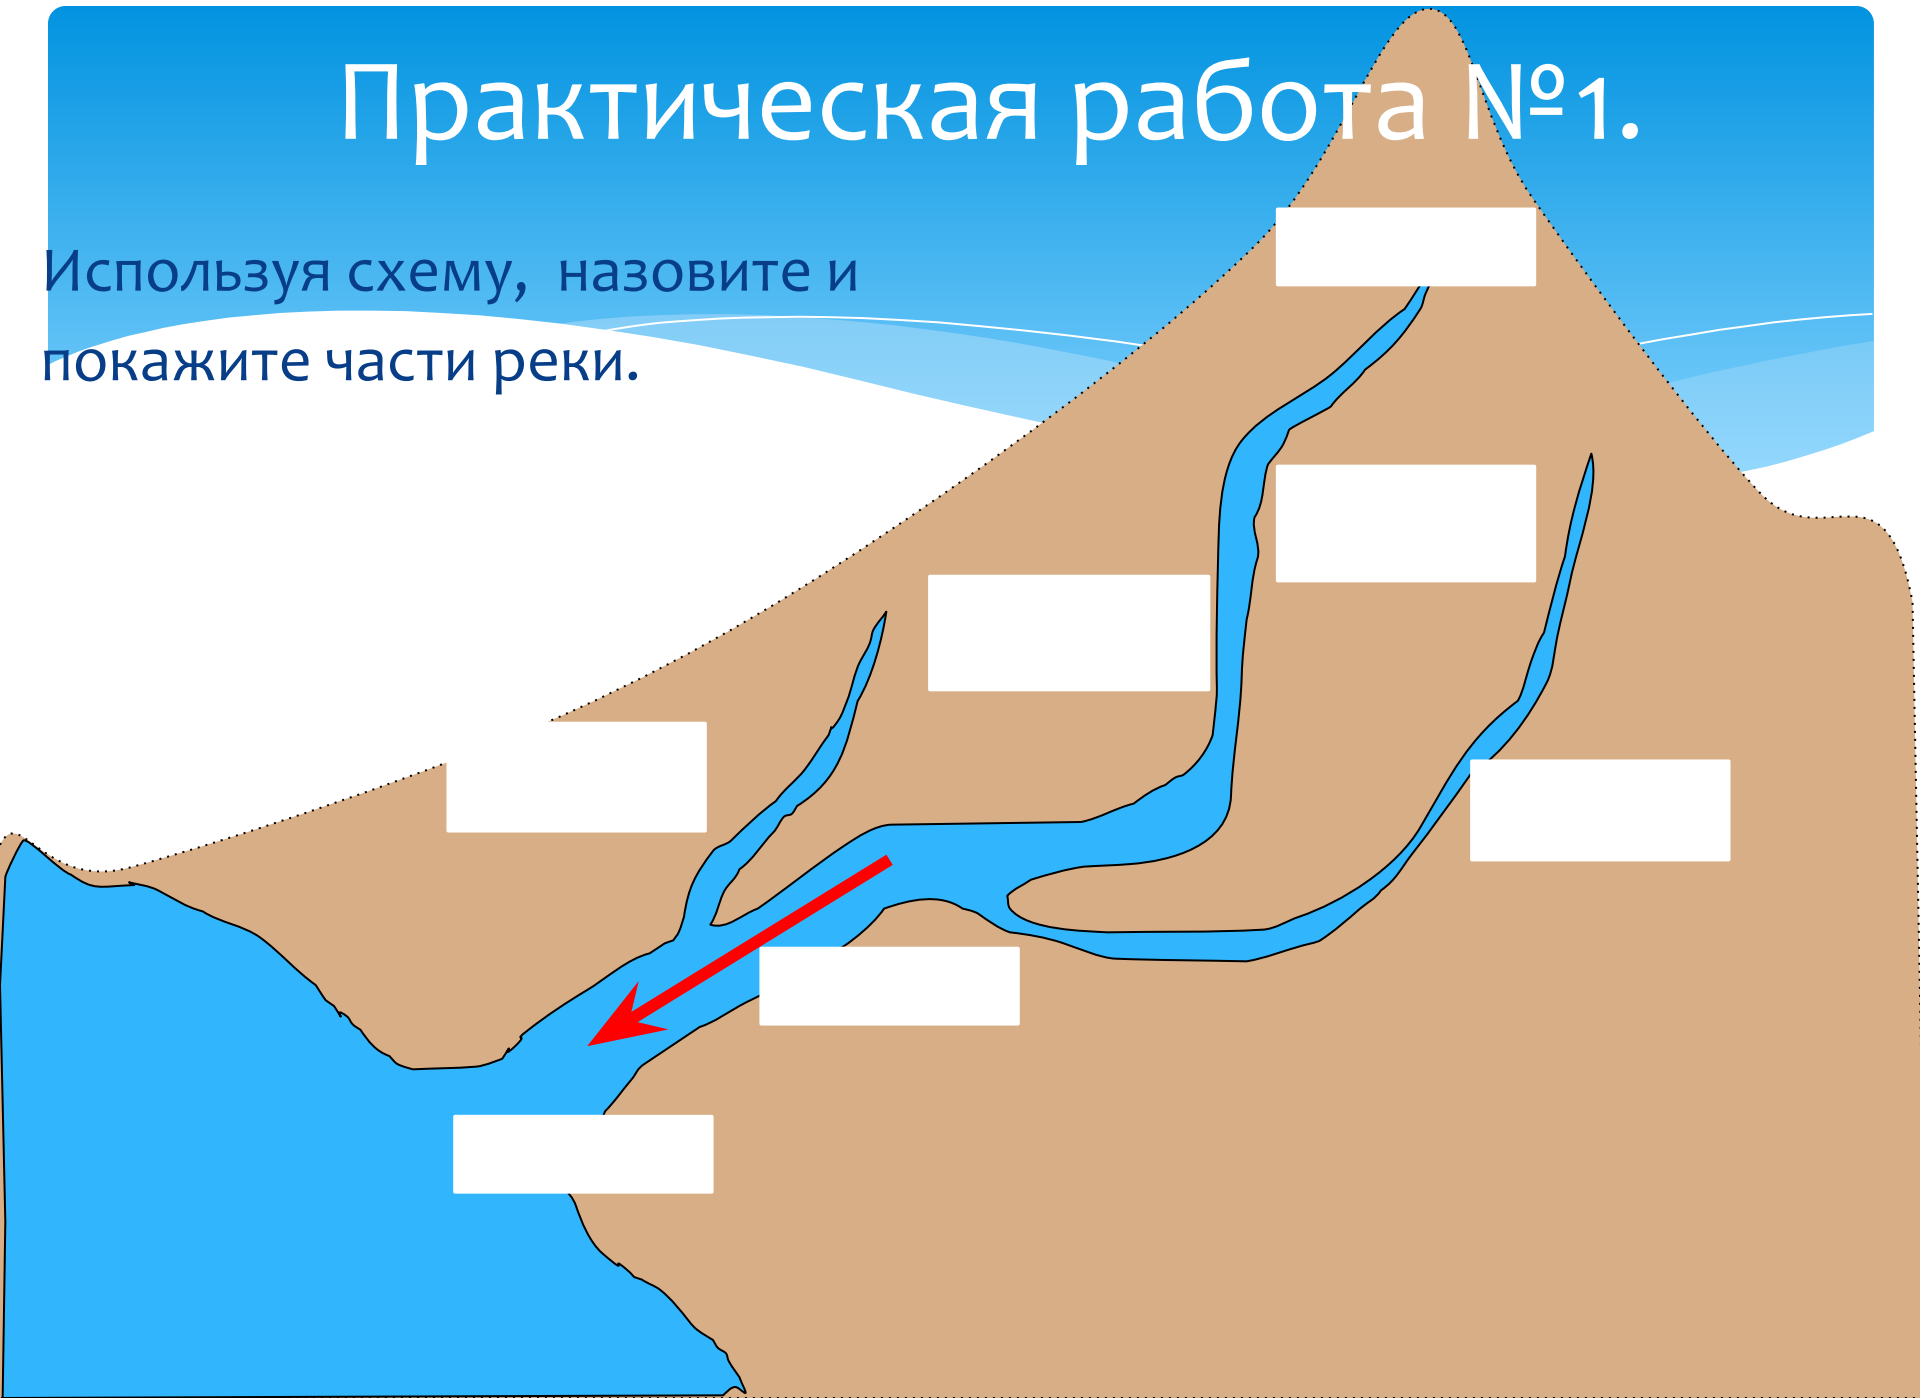 Практическая работа №1.
Используя схему, назовите и
покажите части реки.